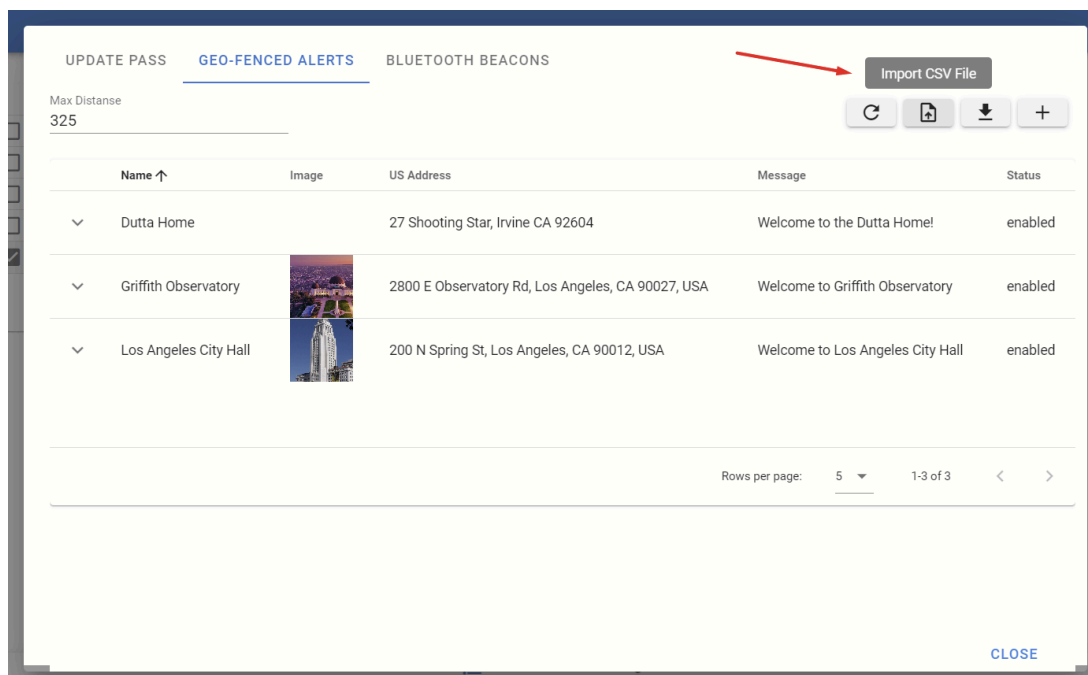 UPDATE PASS GEO-FENCED ALERTS BLUETOOTH BEACONS
Import CSV File
Max Distanse
325
Name Image US Address Message Status
Dutta Home 27 Shooting Star, Irvine CA 92604 Welcome to the Dutta Home! enabled
Griffith Observatory 2800 E Observatory Rd, Los Angeles, CA 90027, USA Welcome to Griffith Observatory enabled
Los Angeles City Hall 200 N Spring St, Los Angeles, CA 90012, USA Welcome to Los Angeles City Hall enabled
Rows per page: 5 1-3 of 3
CLOSE